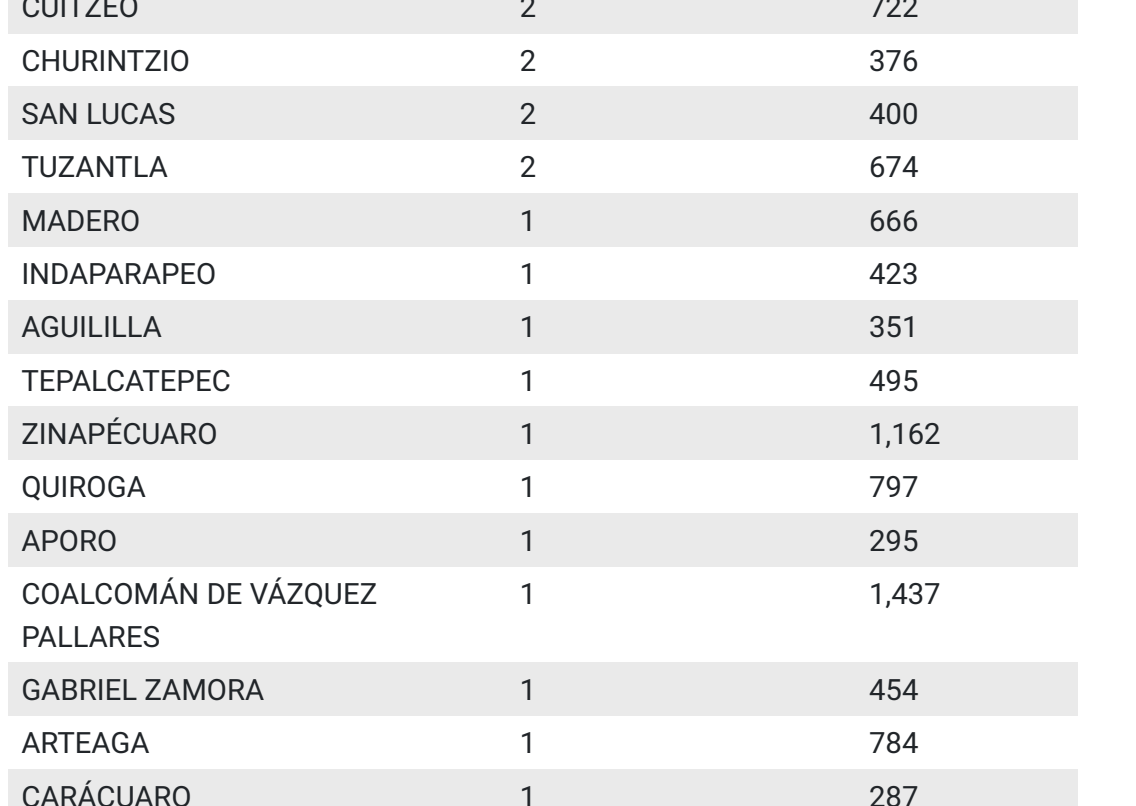 CUITZEO 2 722
CHURINTZIO 2 376
SAN LUCAS 2 400
TUZANTLA 2 674
MADERO 1 666
INDAPARAPEO 1 423
AGUILILLA 1 351
TEPALCATEPEC 1 495
ZINAPÉCUARO 1 1,162
QUIROGA 1 797
APORO 1 295
COALCOMÁN DE VÁZQUEZ 1 1,437
PALLARES
GABRIEL ZAMORA 1 454
ARTEAGA 1 784
CARÁCUARO 1 287